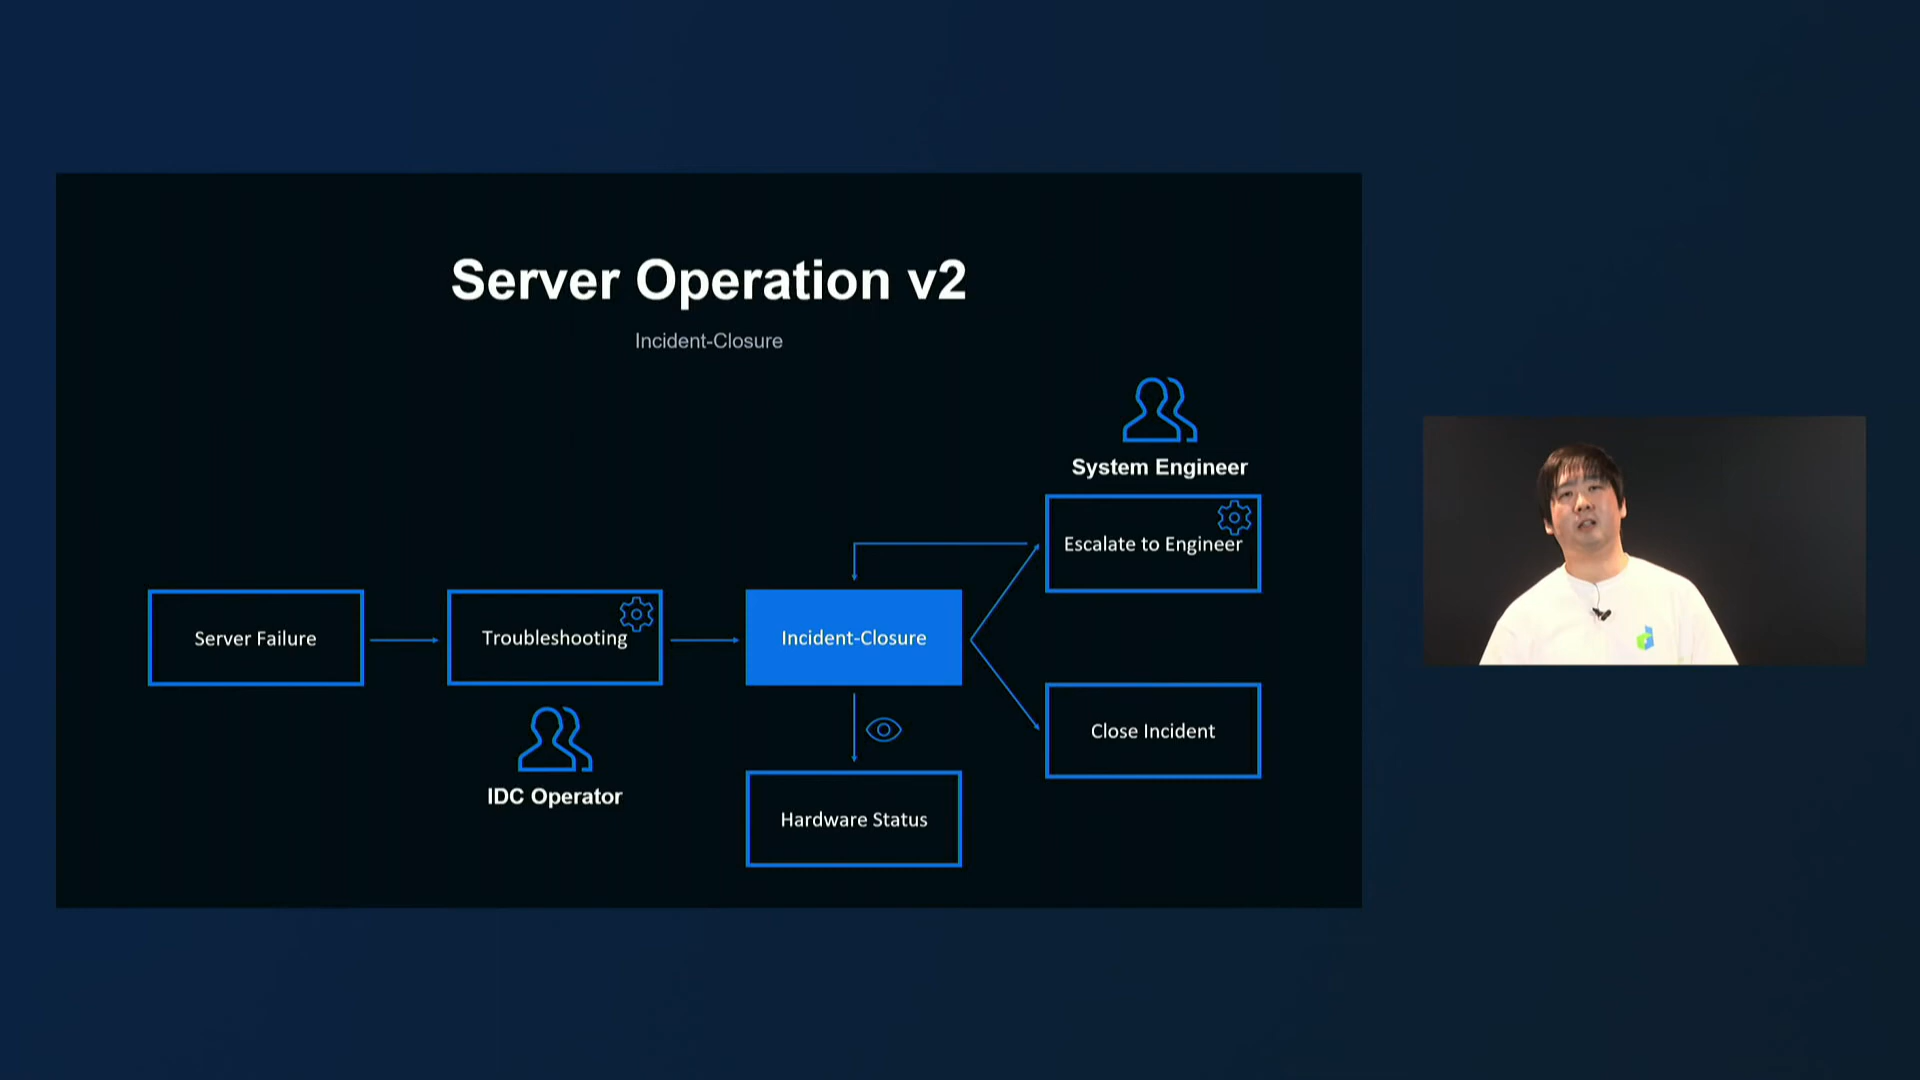 Server Operation v2
Incident-Closure
System Engineer
Escalate to Engineer
Server Failure
Troubleshooting
Incident-Closure
Close Incident
IDC Operator
Hardware Status